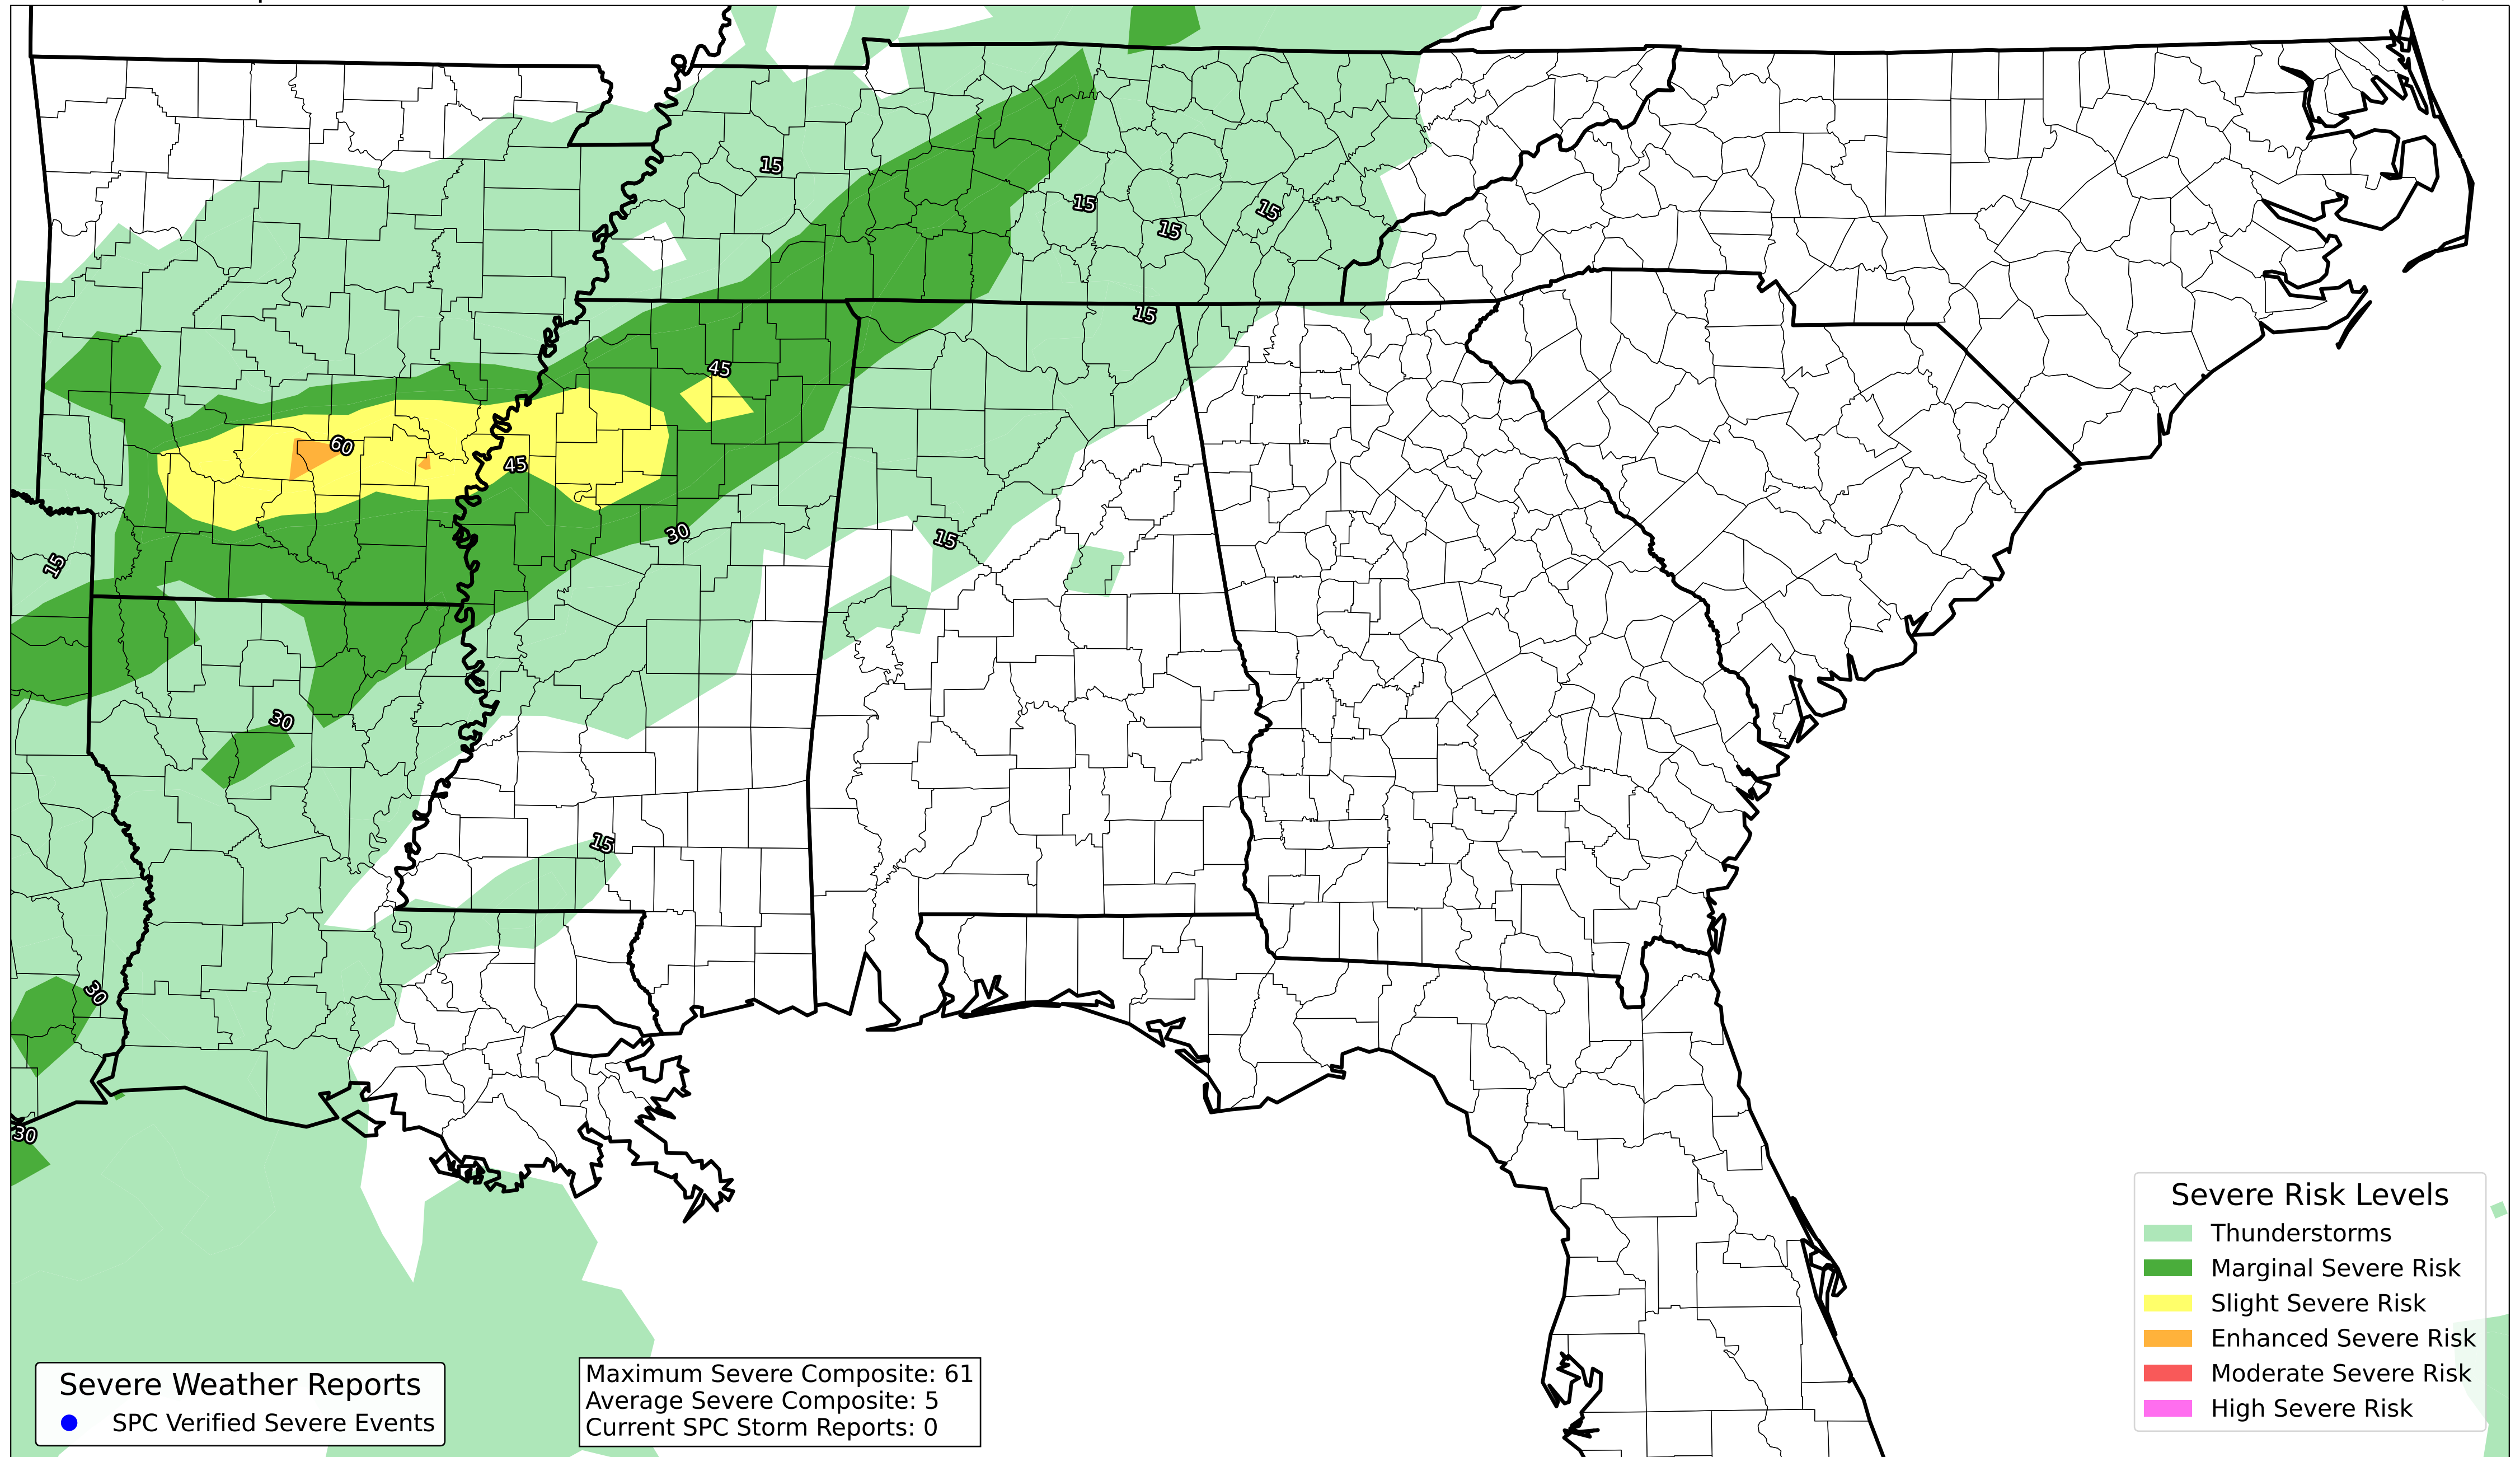 15
15
15
15
15
45
60
45
30
15
15
30
15
30
30
Severe Risk Levels
Thunderstorms
Marginal Severe Risk
Slight Severe Risk
Enhanced Severe Risk
Moderate Severe Risk
High Severe Risk
Severe Weather Reports
SPC Verified Severe Events
Maximum Severe Composite: 61
Average Severe Composite: 5
Current SPC Storm Reports: 0